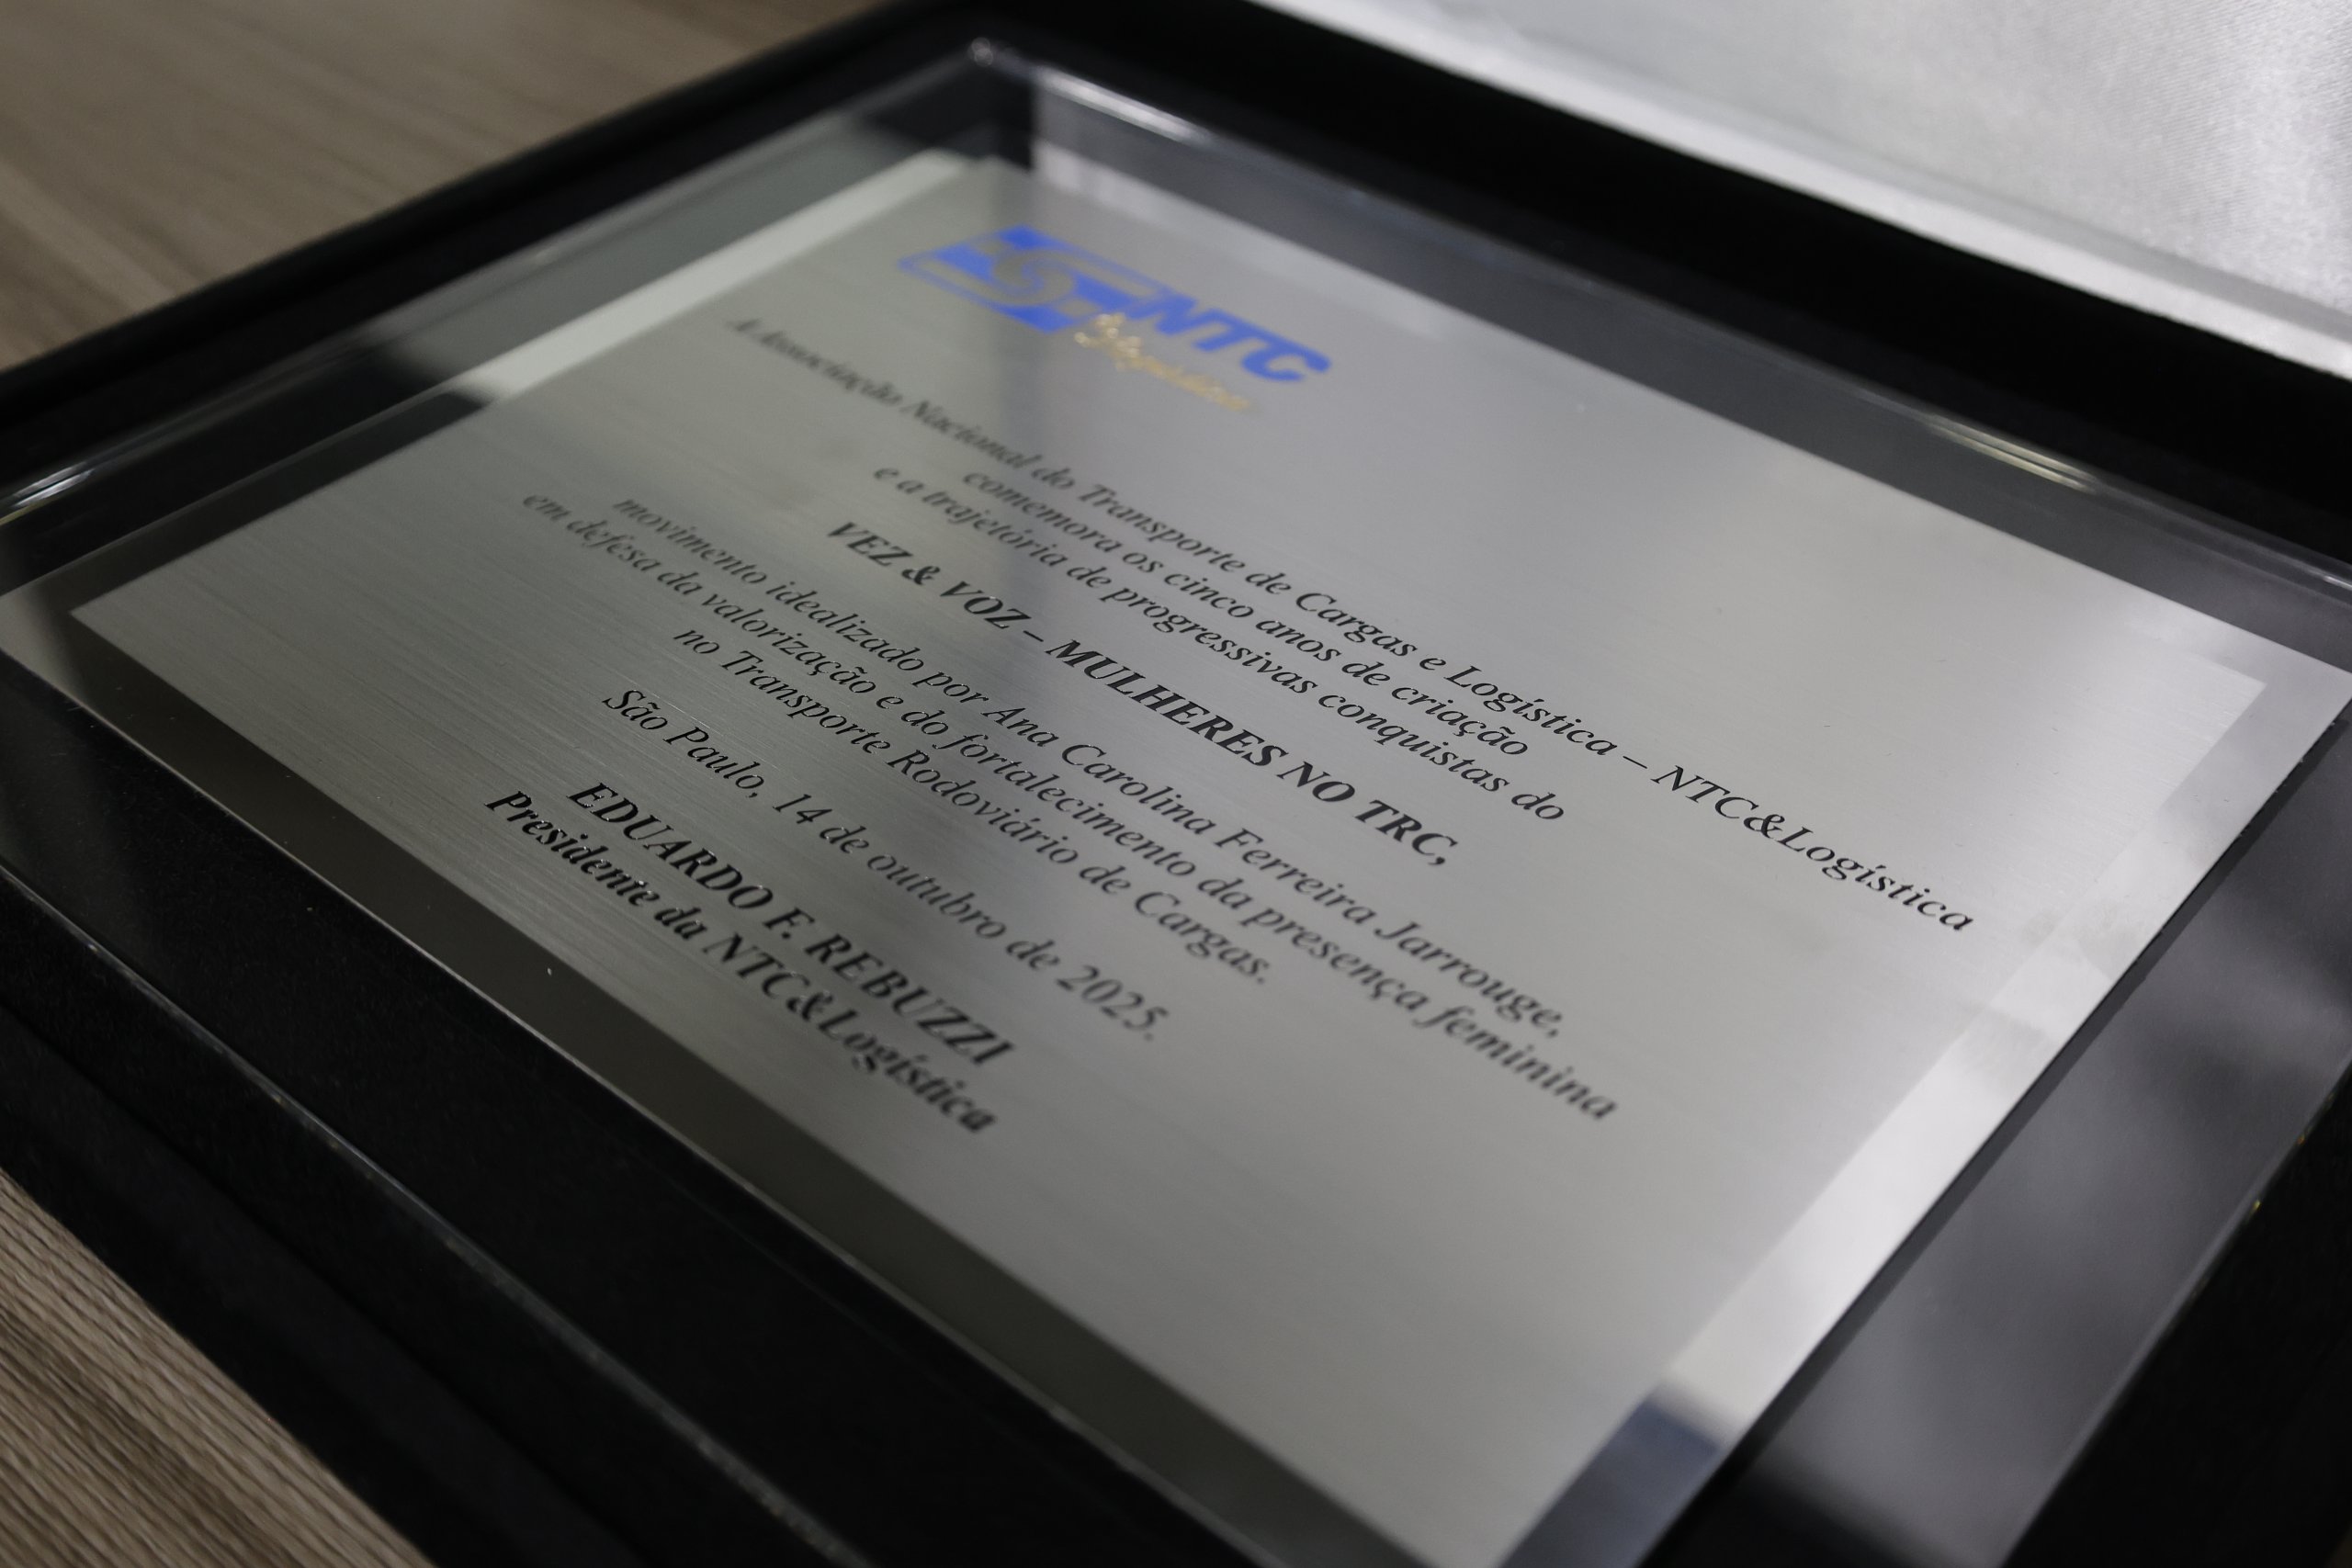 NTC
& Logística
A Associação Nacional do Transporte de Cargas e Logística – NTC&Logística
comemora os cinco anos de criação
e a trajetória de progressivas conquistas do
VEZ & VOZ – MULHERES NO TRC,
movimento idealizado por Ana Carolina Ferreira Jarrouge,
em defesa da valorização e do fortalecimento da presença feminina
no Transporte Rodoviário de Cargas.
São Paulo, 14 de outubro de 2025.
EDUARDO F. REBUZZI
Presidente da NTC&Logística